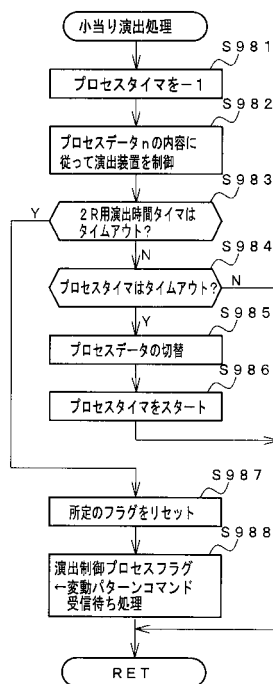 小当り演出処理
S981
プロセスタイマを－1
S982
プロセスデータnの内容に
従って演出装置を制御
S983
Y
2R用演出時間タイマは
タイムアウト？
N
S984
プロセスタイマはタイムアウト？
N
Y
S985
プロセスデータの切替
S986
プロセスタイマをスタート
S987
所定のフラグをリセット
S988
演出制御プロセスフラグ
←変動パターンコマンド
受信待ち処理
RET